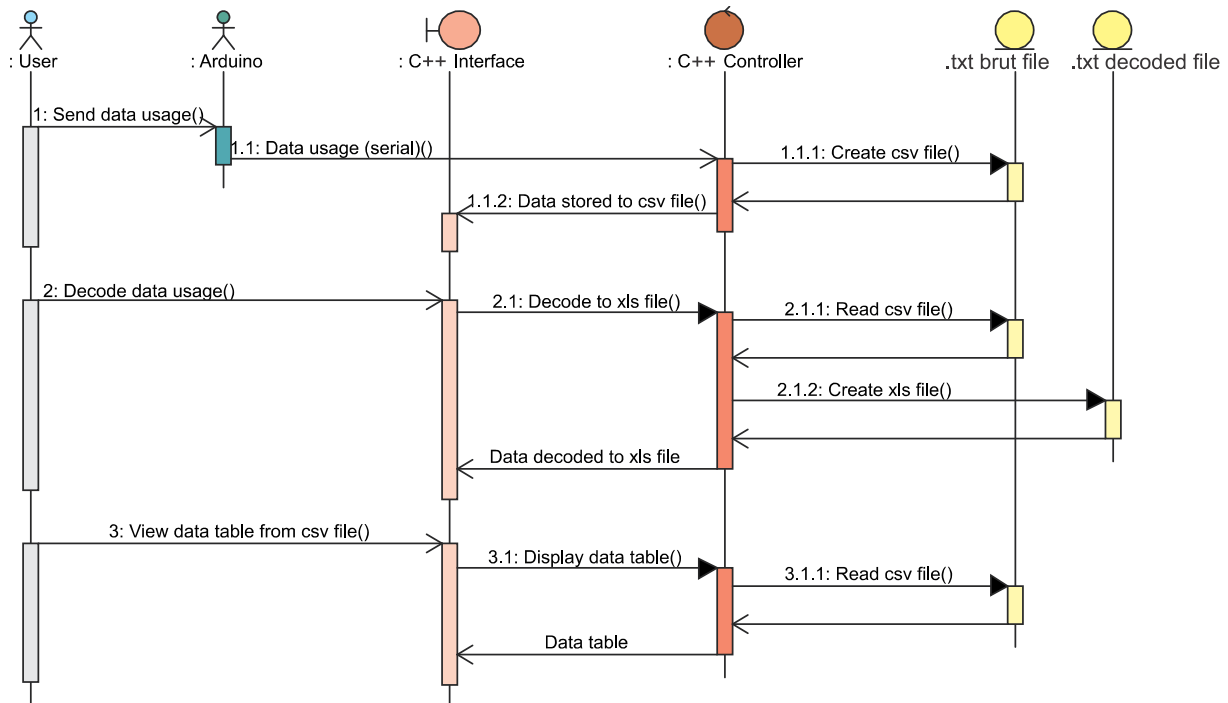 : User
: Arduino
: C++ Interface
: C++ Controller
.txt brut file
.txt decoded file
1: Send data usage()
1.1: Data usage (serial)()
1.1.1: Create csv file()
1.1.2: Data stored to csv file()
2: Decode data usage()
2.1: Decode to xls file()
2.1.1: Read csv file()
2.1.2: Create xls file()
Data decoded to xls file
3: View data table from csv file()
3.1: Display data table()
3.1.1: Read csv file()
Data table